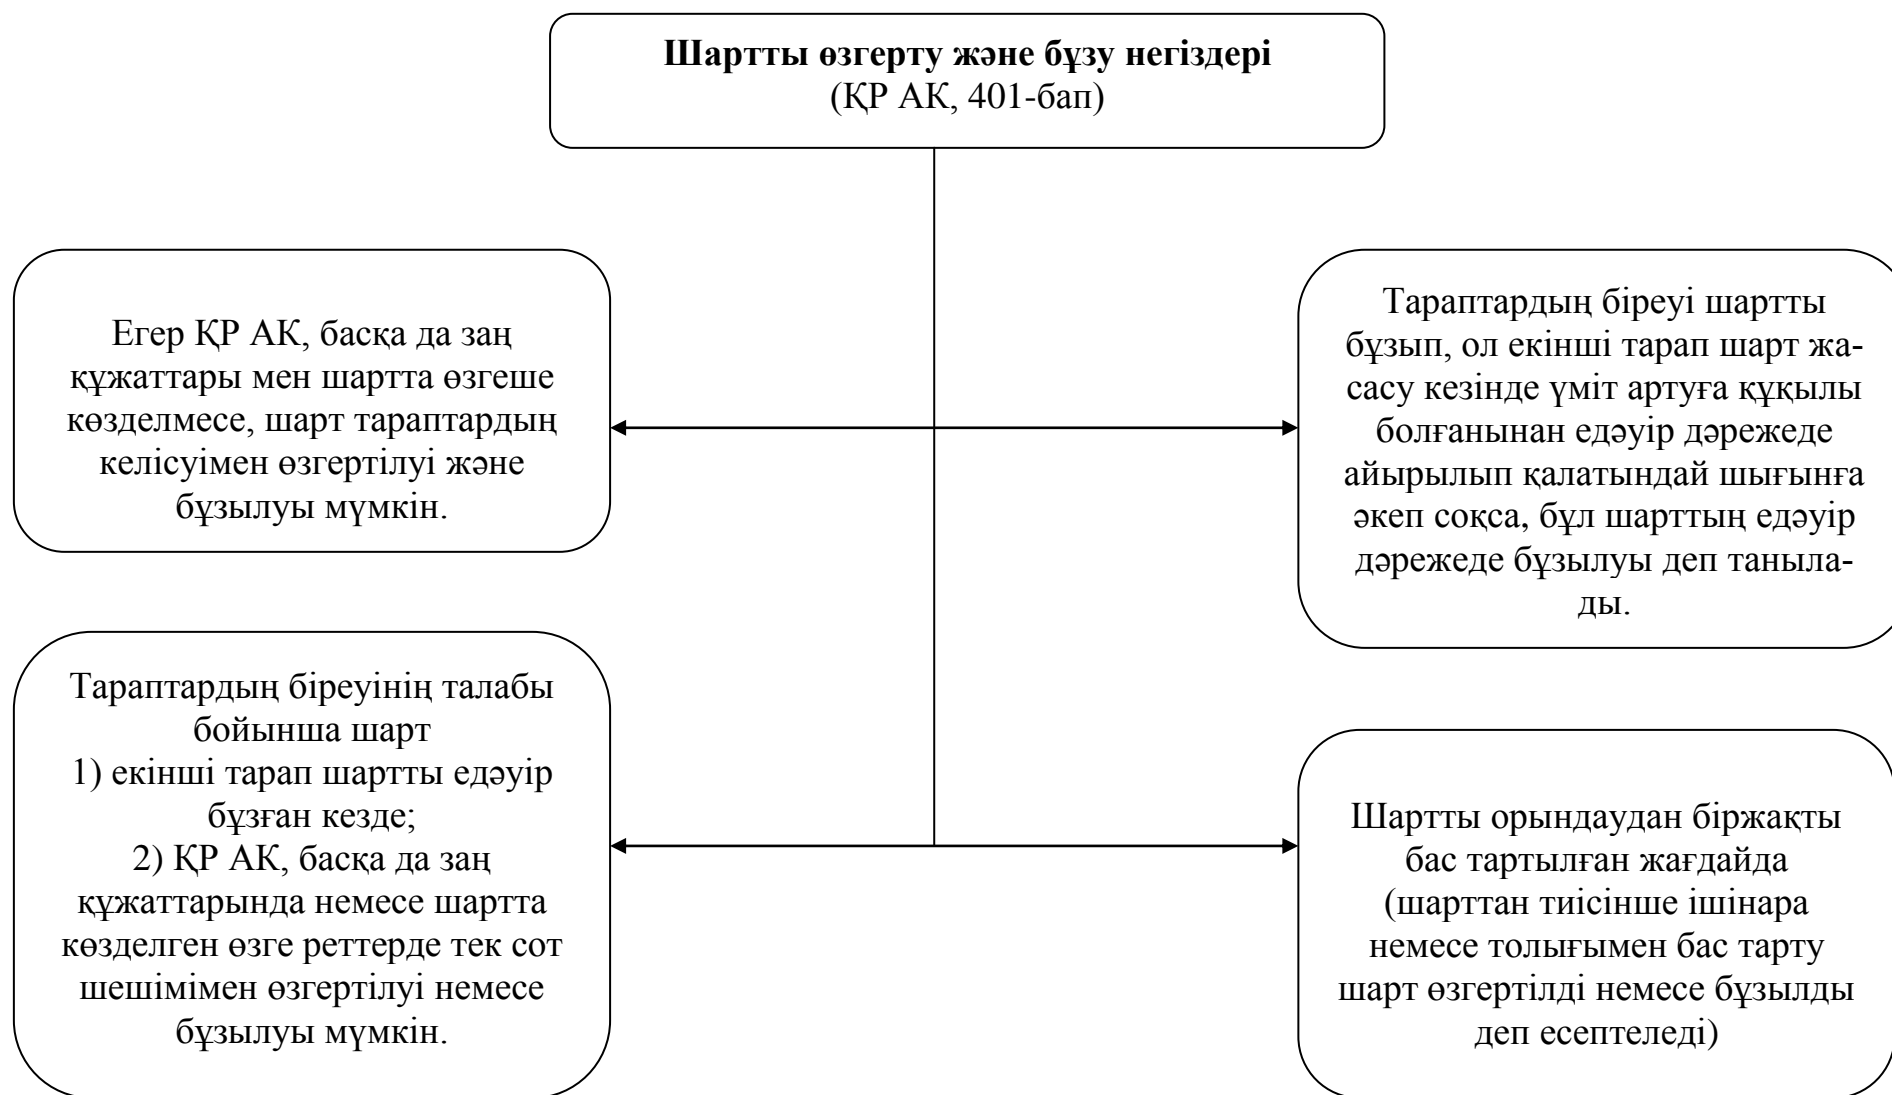 Шартты өзгерту және бұзу негіздері
(ҚР АК, 401-бап)
Егер ҚР АК, басқа да заң
құжаттары мен шартта өзгеше
көзделмесе, шарт тараптардың
келісуімен өзгертілуі және
бұзылуы мүмкін.
Тараптардың біреуі шартты
бұзып, ол екінші тарап шарт жа-
сасу кезінде үміт артуға құқылы
болғанынан едәуір дәрежеде
айырылып қалатындай шығынға
әкеп соқса, бұл шарттың едәуір
дәрежеде бұзылуы деп таныла-
ды.
Тараптардың біреуінің талабы
бойынша шарт
1) екінші тарап шартты едәуір
бұзған кезде;
2) ҚР АК, басқа да заң
құжаттарында немесе шартта
көзделген өзге реттерде тек сот
шешімімен өзгертілуі немесе
бұзылуы мүмкін.
Шартты орындаудан біржақты
бас тартылған жағдайда
(шарттан тиісінше ішінара
немесе толығымен бас тарту
шарт өзгертілді немесе бұзылды
деп есептеледі)